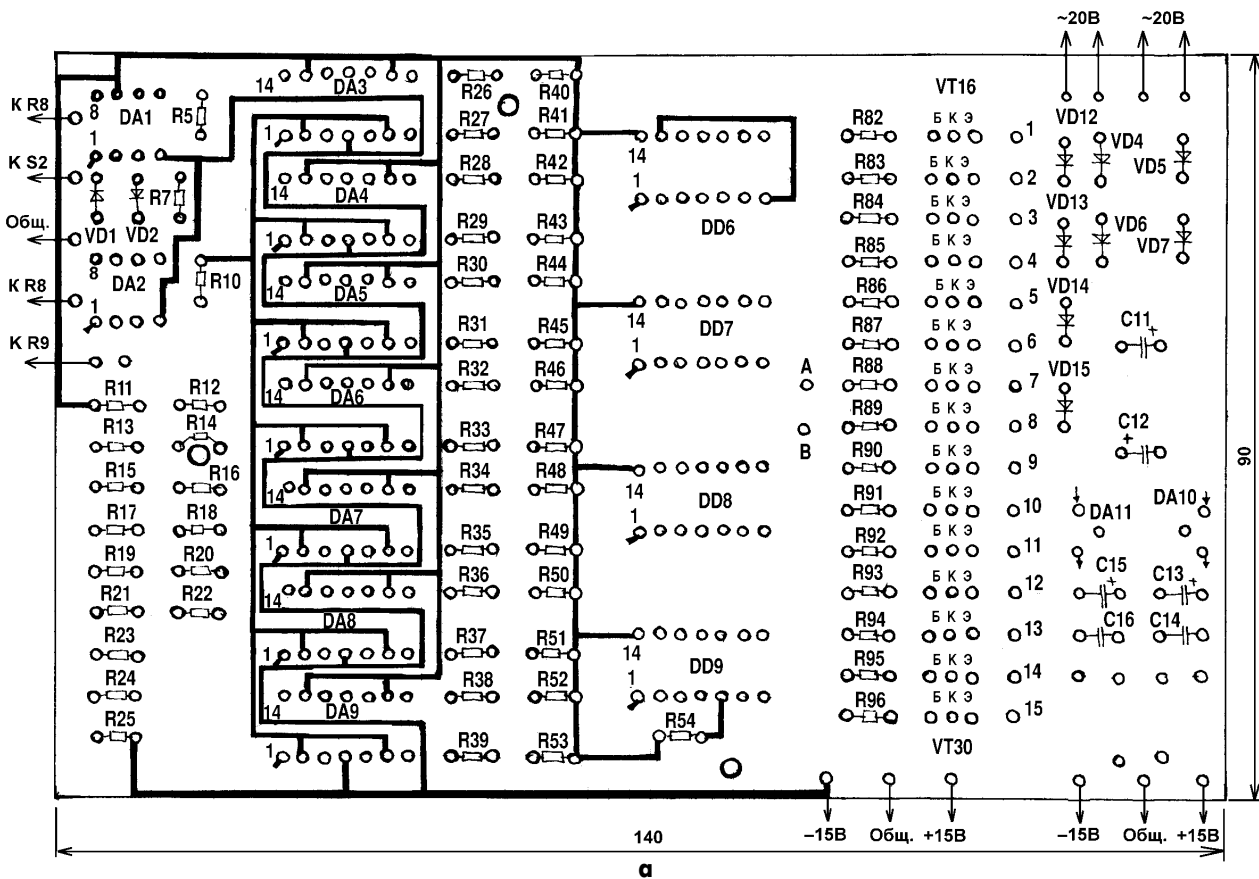 ~20В ~20В
VT16
14 DA3 R26 R40
К R8 8 DA1 R5
1 R27 R41 14 R82 Б К Э 1 VD12 VD4 VD5
К S2 1 R7 14 DA4 R28 R42 1 DD6 R83 Б К Э 2
Общ. VD1 VD2 1 R29 R43 R84 Б К Э 3 VD13 VD6 VD7
8 DA2 R10 14 DA5 R30 R44 R85 Б К Э 4
К R8 1 14 DD7 R86 Б К Э 5 VD14
1 R31 R45 R87 Б К Э 6 C11 +
К R9 1
14 DA6 R32 R46 A R88 Б К Э 7 VD15
R11 R12
R13 R14 1 R33 R47 B R89 Б К Э 8 C12 +
R15 R16 14 DA7 R34 R48 14 DD8 R90 Б К Э 9
R91 Б К Э 10 DA11 DA10
R17 R18 1 R35 R49 1 R92 Б К Э 11
R19 R20 14 DA8 R36 R50 R93 Б К Э 12 C15 + C13 +
R21 R22
R23 1 R37 R51 14 DD9 R94 Б К Э 13 C16 C14
R24 14 DA9 R38 R52 1 R95 Б К Э 14
R25 R54 R96 Б К Э 15
1 R39 R53 VT30
–15В Общ. +15В –15В Общ. +15В
140
90
а